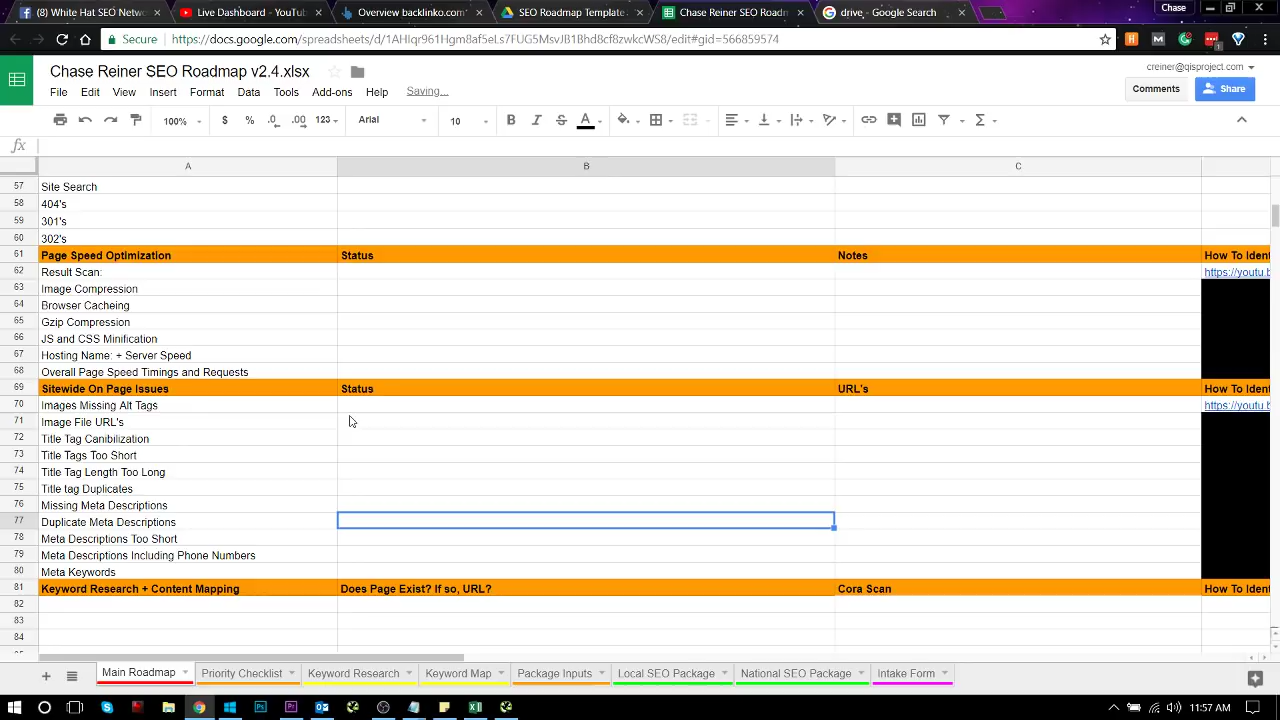 (3) White Hat SEO Netw
Live Dashboard - YouTu
Overview backlinko.com
SEO Roadmap Template
Chase Reiner SEO Roadm
drive, - Google Search
Chase
Secure
https://docs.google.com/spreadsheets/d/1AHIqr961Hgm8af5eLs7FUG5MsvJB1Bhd8cf8zwkcWS8/edit#gid=566859774
Chase Reiner SEO Roadmap v2,4.xlsx
creiner@qisproject.com
File Edit View Insert Format Data Tools Add-ons Help Saving...
Comments
Share
100% $ % .0 .00 123 Arial 10 B I S A
fx
A B C
57 Site Search
58 404's
59 301's
60 302's
61 Page Speed Optimization Status Notes How To Ident
62 Result Scan: https://youtu.b
63 Image Compression
64 Browser Cacheing
65 Gzip Compression
66 JS and CSS Minification
67 Hosting Name: + Server Speed
68 Overall Page Speed Timings and Requests
69 Sitewide On Page Issues Status URL's How To Ident
70 Images Missing Alt Tags https://youtu.b
71 Image File URL's
72 Title Tag Canibilization
73 Title Tags Too Short
74 Title Tag Length Too Long
75 Title tag Duplicates
76 Missing Meta Descriptions
77 Duplicate Meta Descriptions
78 Meta Descriptions Too Short
79 Meta Descriptions Including Phone Numbers
80 Meta Keywords
81 Keyword Research + Content Mapping Does Page Exist? If so, URL? Cora Scan How To Ident
82
83
84
Main Roadmap Priority Checklist Keyword Research Keyword Map Package Inputs Local SEO Package National SEO Package Intake Form
11:57 AM